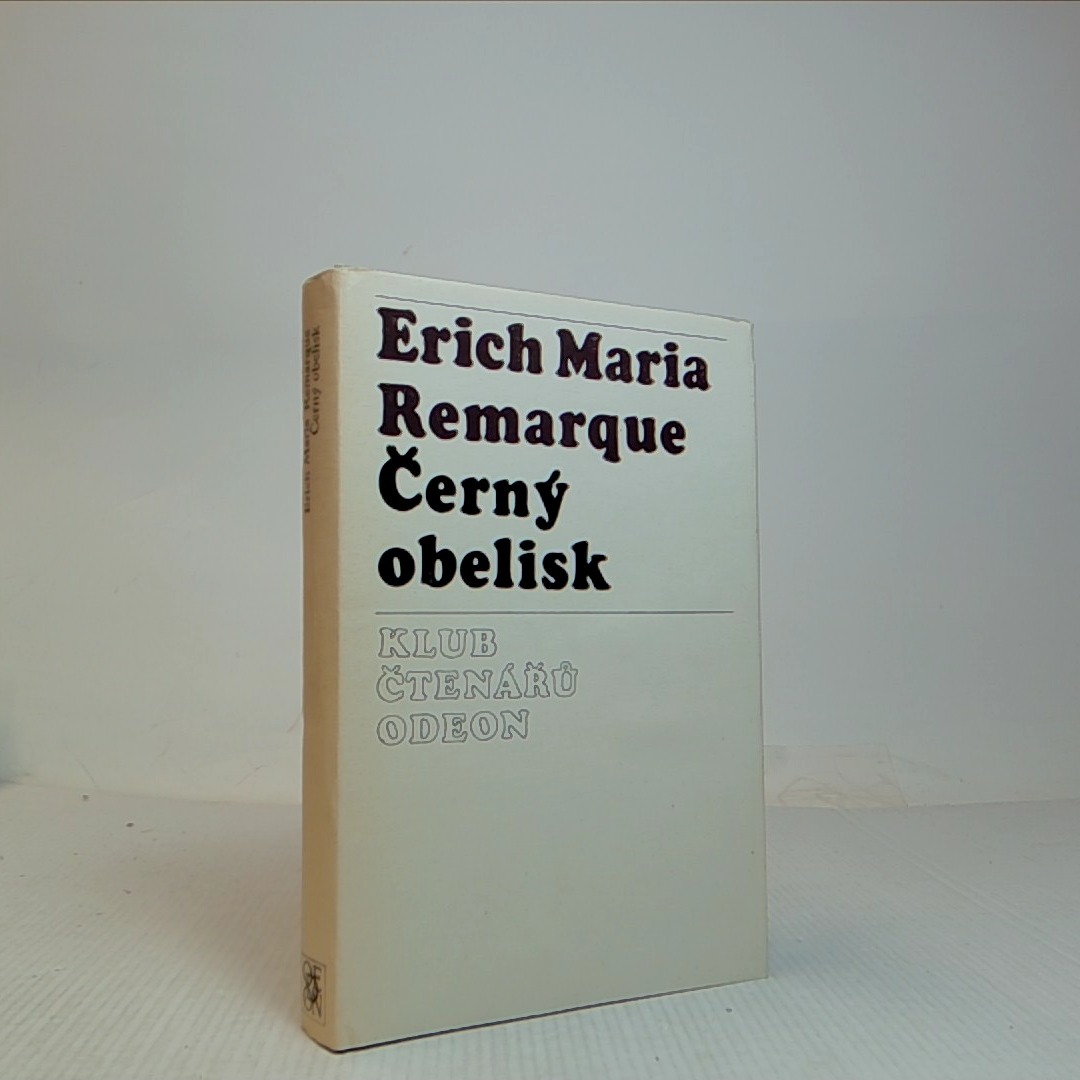 Erich Maria
Remarque
Černý
obelisk
KLUB
ČTENÁŘŮ
ODEON
Erich Maria Remarque
Černý obelisk